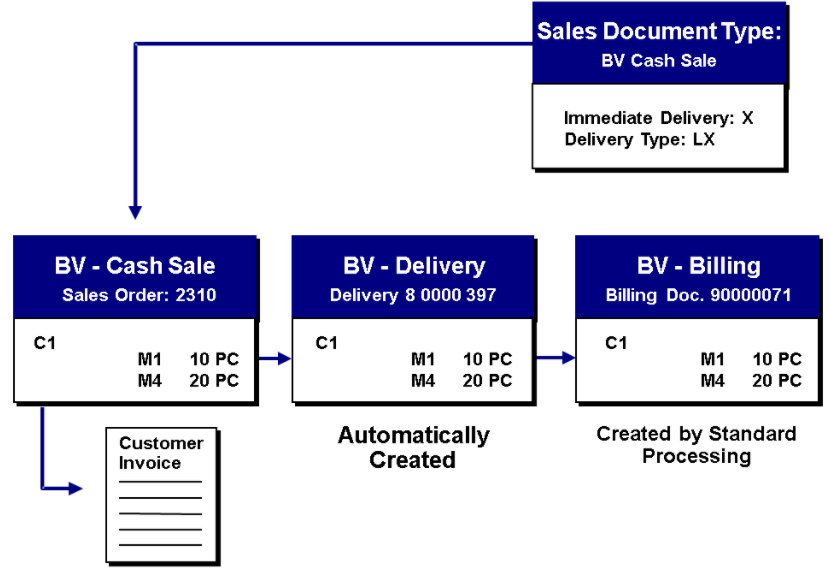 Sales Document Type:
BV Cash Sale
Immediate Delivery: X
Delivery Type: LX
BV - Cash Sale
Sales Order: 2310
C1
M1 10 PC
M4 20 PC
BV - Delivery
Delivery 8 0000 397
C1
M1 10 PC
M4 20 PC
BV - Billing
Billing Doc. 90000071
C1
M1 10 PC
M4 20 PC
Customer
Invoice
Automatically
Created
Created by Standard
Processing